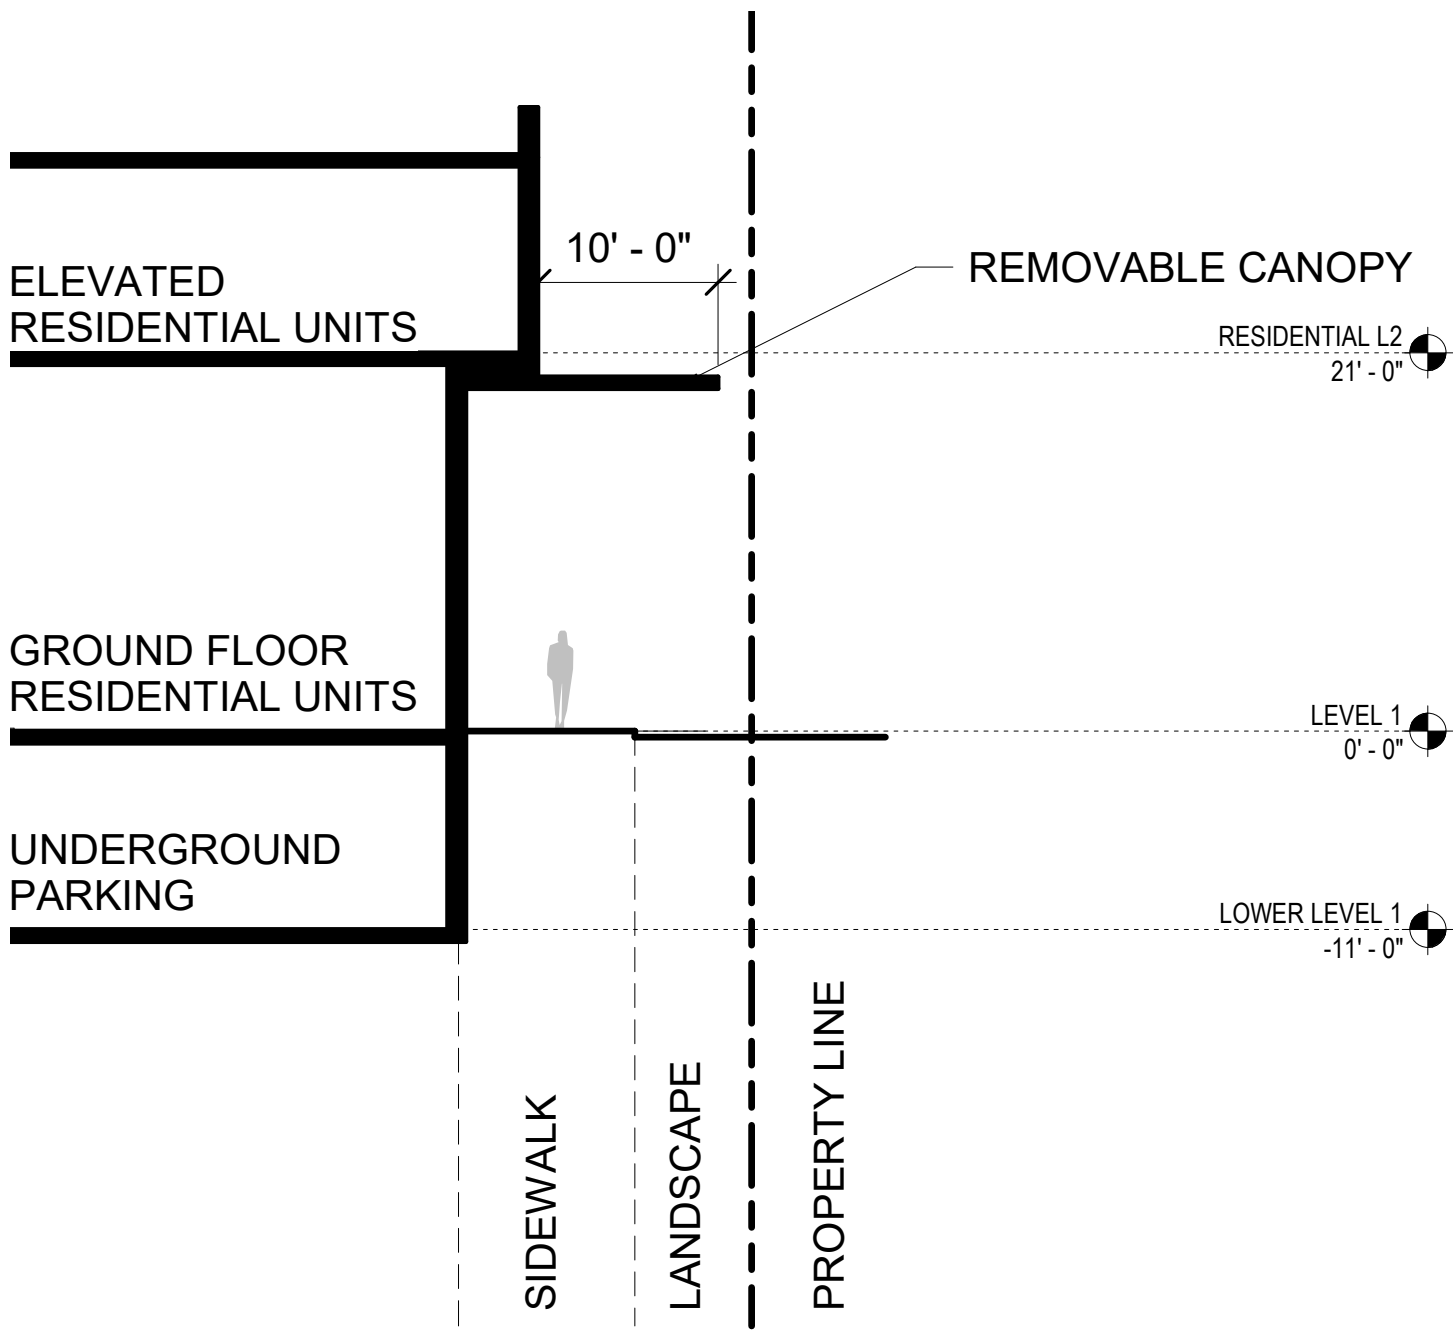 10' - 0"
REMOVABLE CANOPY
ELEVATED
RESIDENTIAL UNITS
RESIDENTIAL L2
21' - 0"
GROUND FLOOR
RESIDENTIAL UNITS
LEVEL 1
0' - 0"
UNDERGROUND
PARKING
LOWER LEVEL 1
-11' - 0"
SIDEWALK
LANDSCAPE
PROPERTY LINE